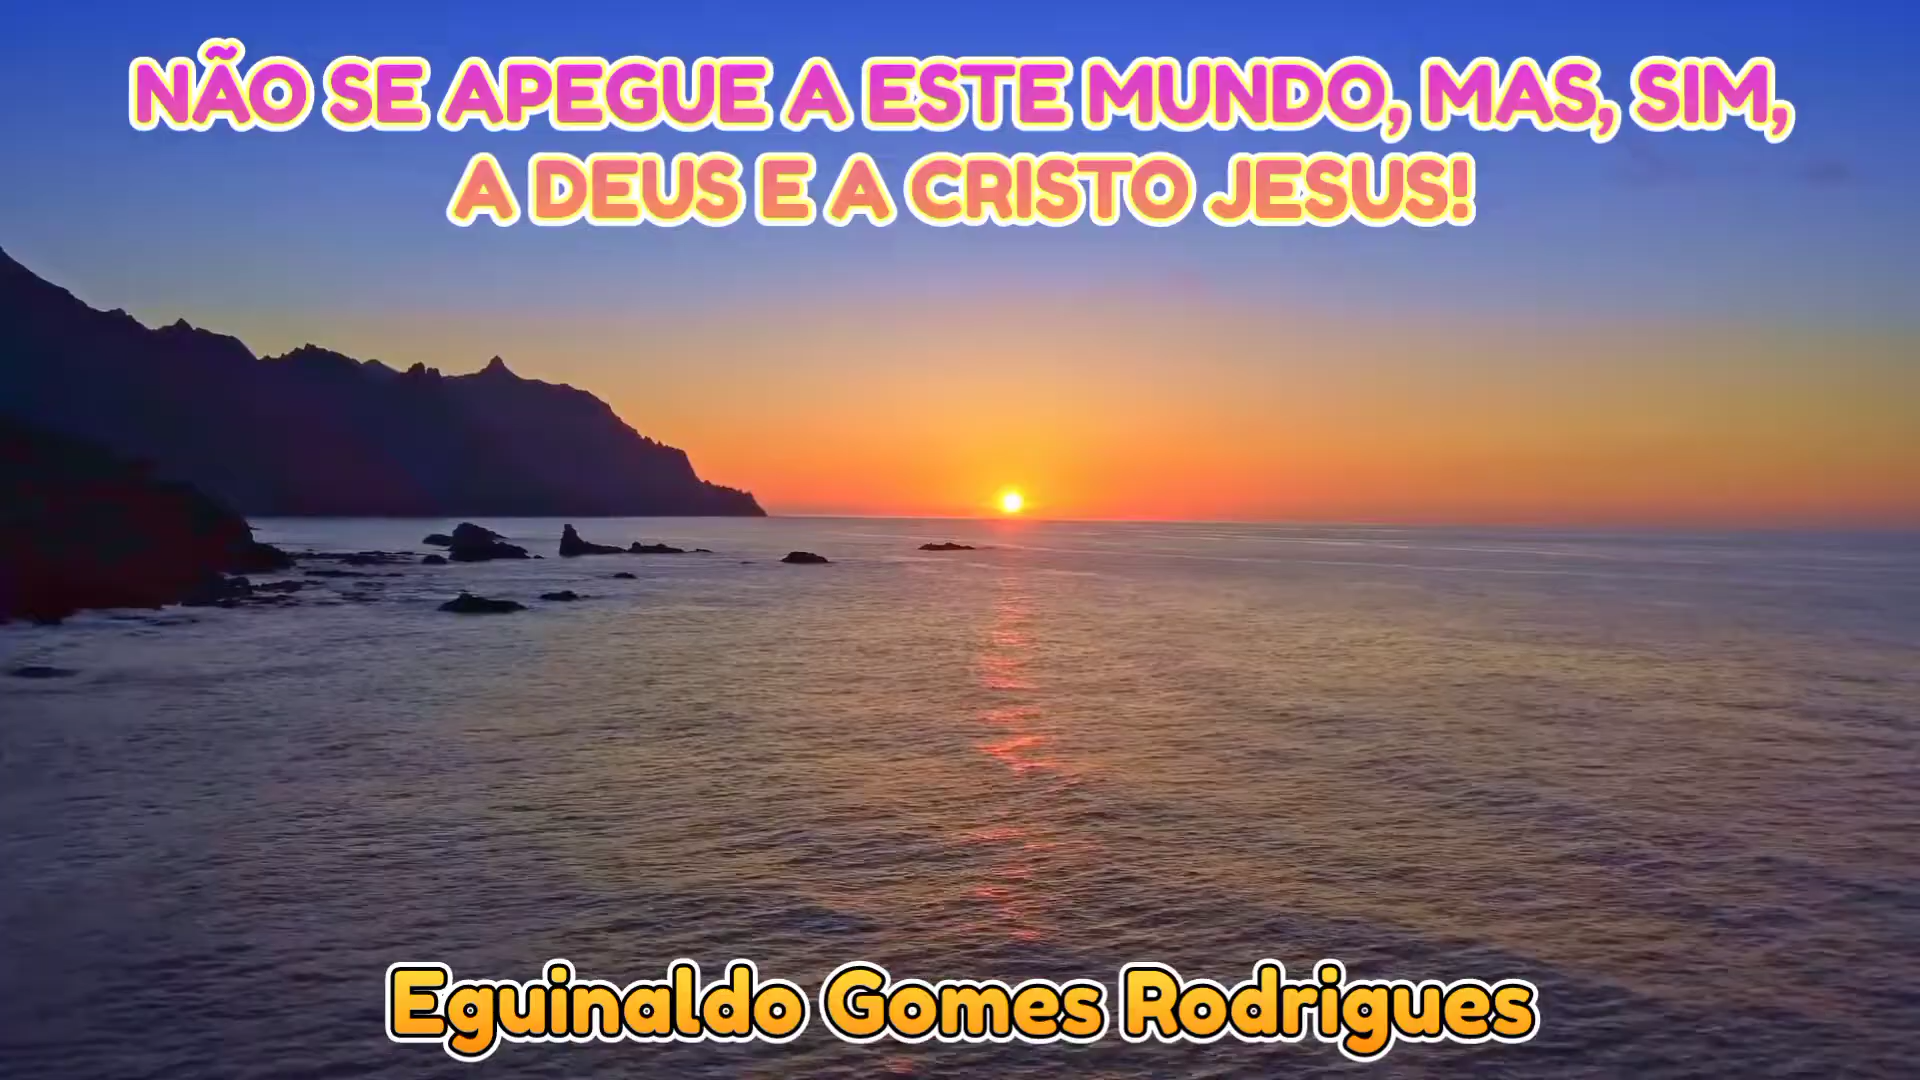 NÃO SE APEGUE A ESTE MUNDO, MAS, SIM,
A DEUS E A CRISTO JESUS!
Eguinaldo Gomes Rodrigues